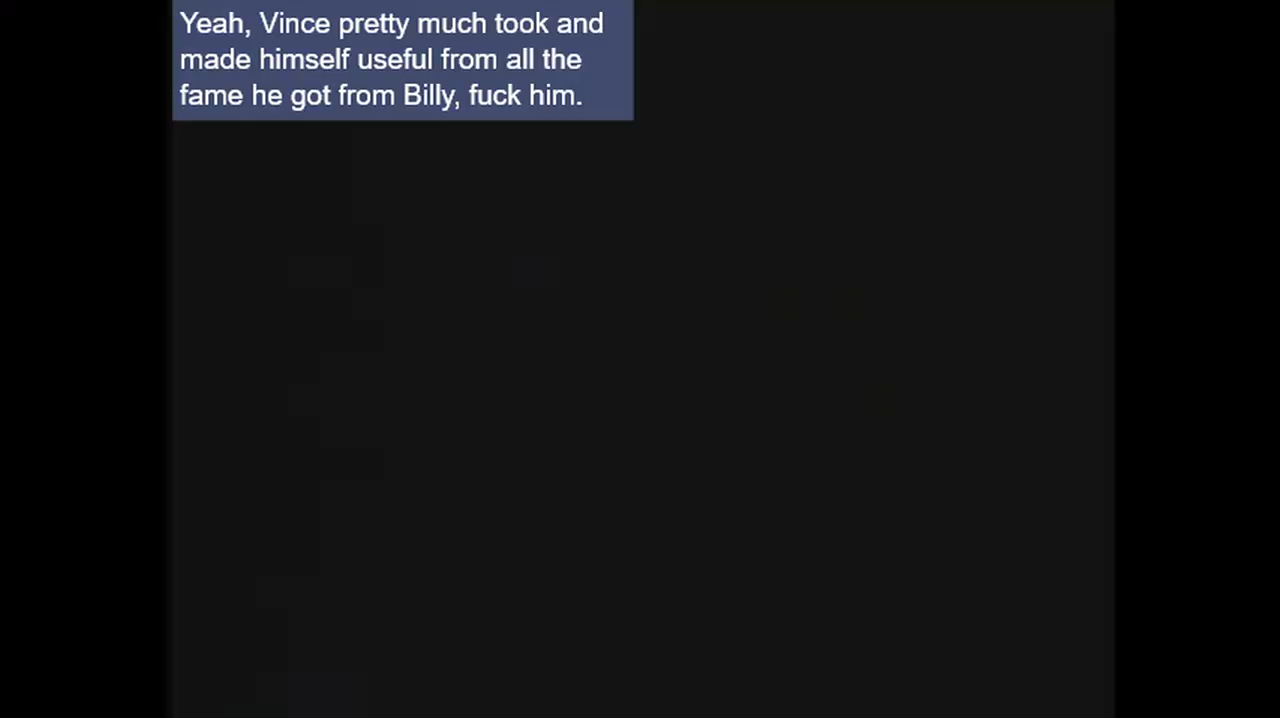 Yeah, Vince pretty much took and
made himself useful from all the
fame he got from Billy, fuck him.